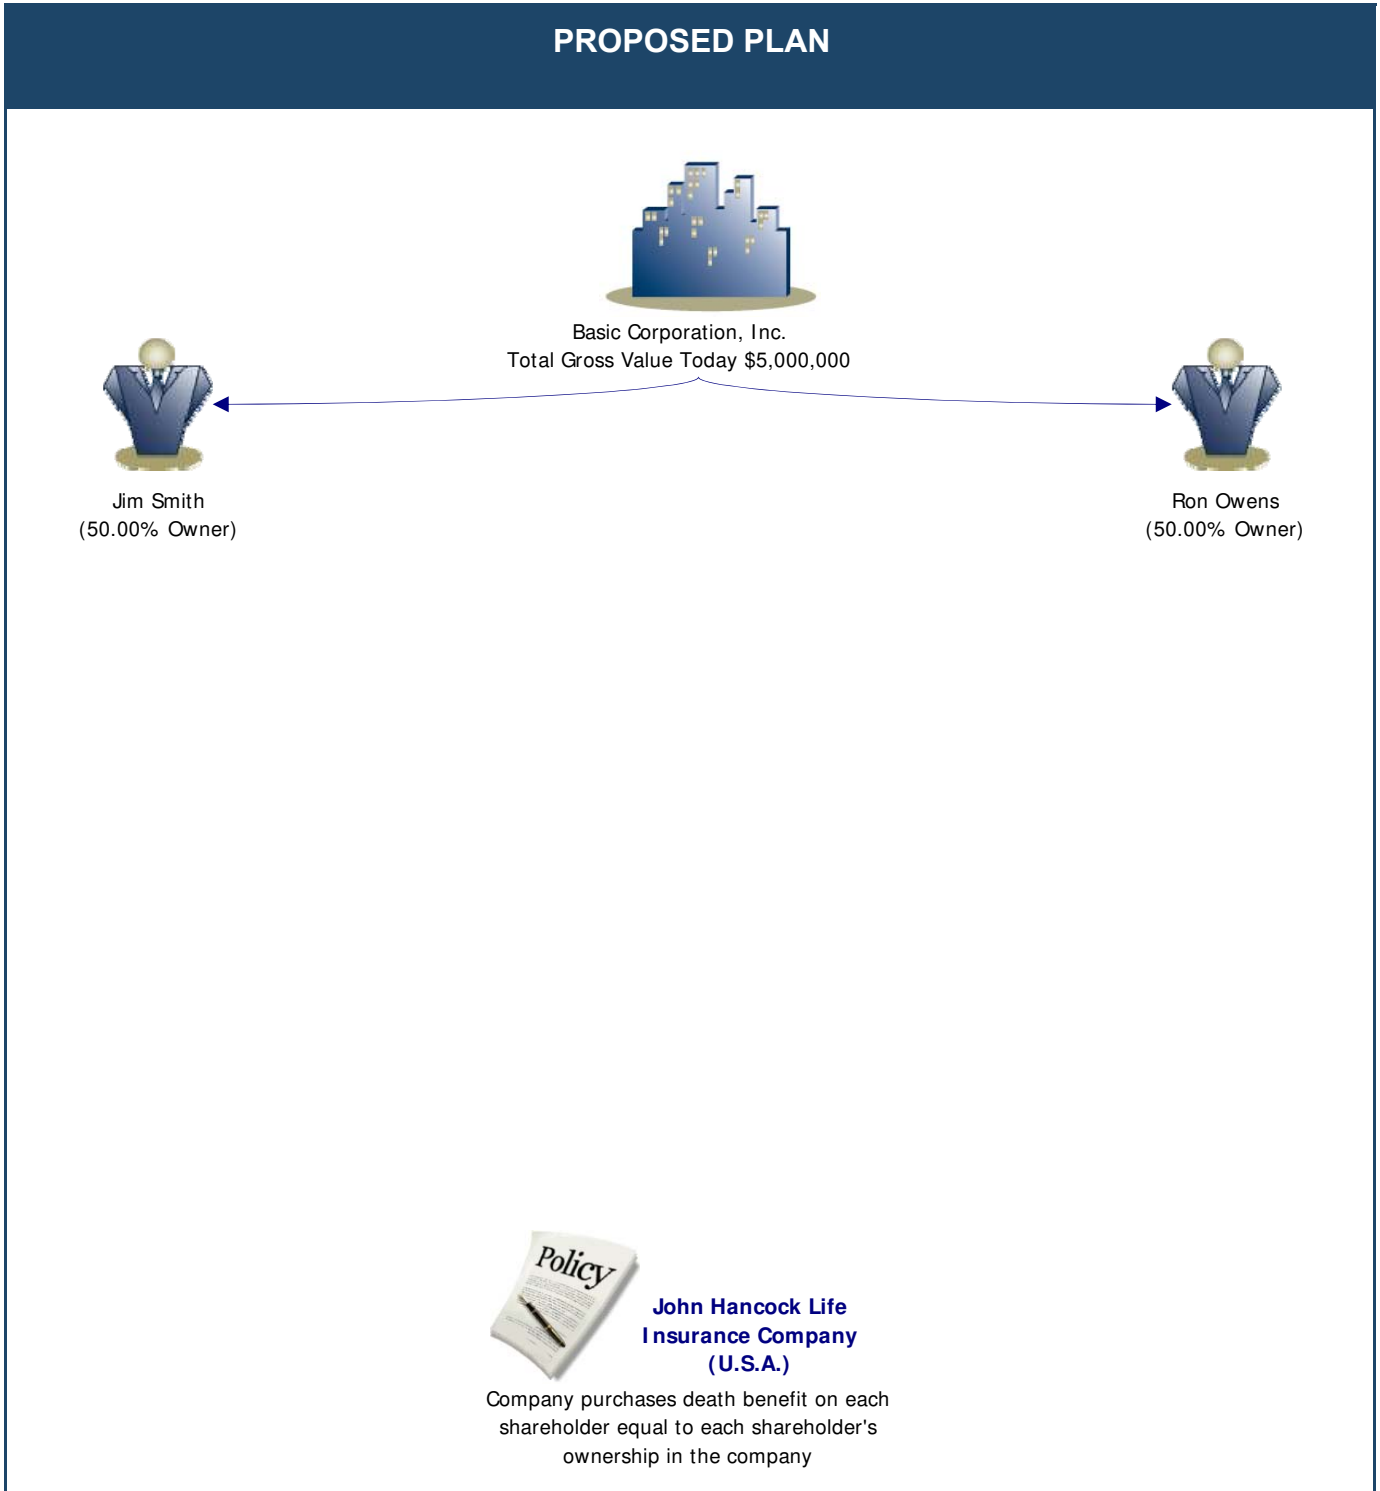 PROPOSED PLAN
Basic Corporation, Inc.
Total Gross Value Today $5,000,000
Jim Smith
(50.00% Owner)
Ron Owens
(50.00% Owner)
Policy
John Hancock Life
Insurance Company
(U.S.A.)
Company purchases death benefit on each
shareholder equal to each shareholder's
ownership in the company